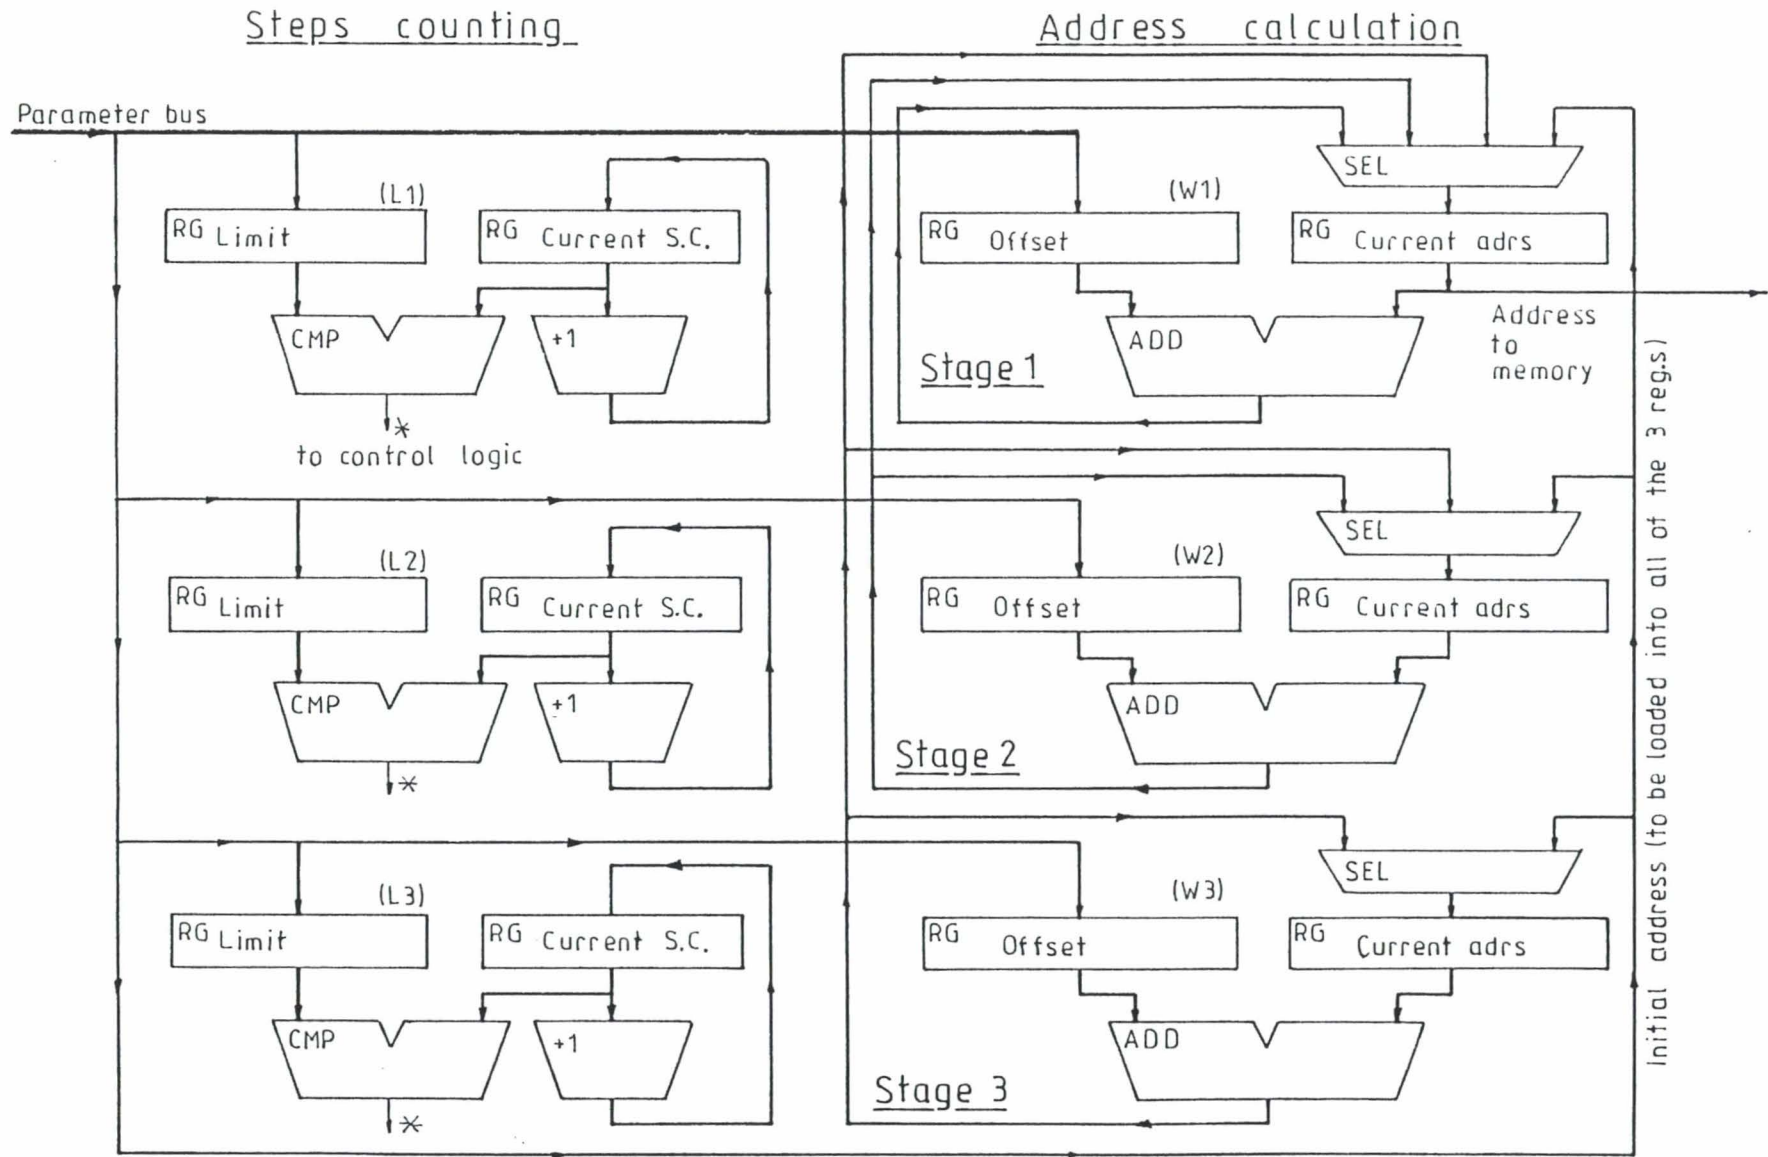 Steps counting
Address calculation
Parameter bus
SEL
(L1)
(W1)
RG Limit
RG Current S.C.
RG Offset
RG Current adrs
CMP
+1
ADD
Address
to
memory
Stage 1
*
to control logic
SEL
(L2)
(W2)
RG Limit
RG Current S.C.
RG Offset
RG Current adrs
CMP
+1
ADD
Stage 2
*
SEL
(L3)
(W3)
RG Limit
RG Current S.C.
RG Offset
RG Current adrs
CMP
+1
ADD
Stage 3
*
Initial address (to be loaded into all of the 3 reg.s)